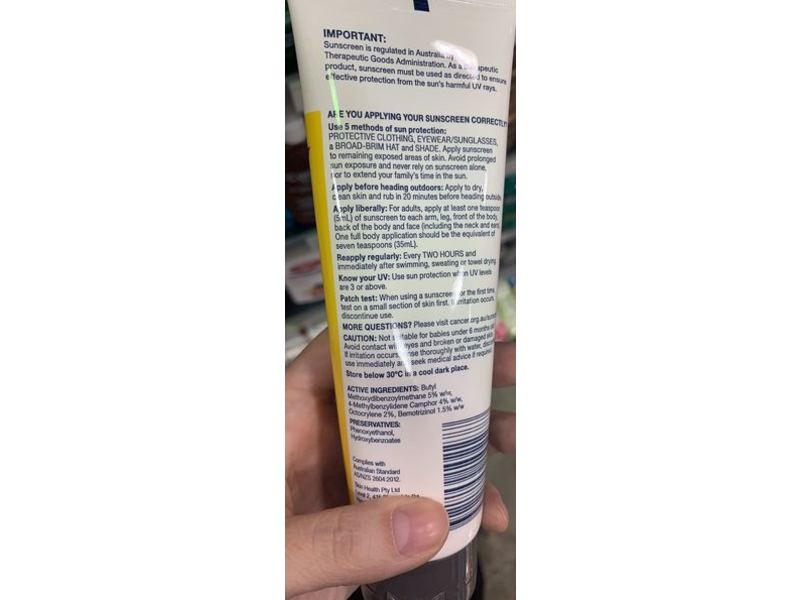 IMPORTANT:
Sunscreen is regulated in Australia by
Therapeutic Goods Administration. As a therapeutic
product, sunscreen must be used as directed to ensure
effective protection from the sun's harmful UV rays.
ARE YOU APPLYING YOUR SUNSCREEN CORRECTLY?
Use 5 methods of sun protection:
PROTECTIVE CLOTHING, EYEWEAR/SUNGLASSES,
a BROAD-BRIM HAT and SHADE. Apply sunscreen
to remaining exposed areas of skin. Avoid prolonged
sun exposure and never rely on sunscreen alone,
nor to extend your family's time in the sun.
Apply before heading outdoors: Apply to dry,
clean skin and rub in 20 minutes before heading outside.
Apply liberally: For adults, apply at least one teaspoon
(5mL) of sunscreen to each arm, leg, front of the body,
back of the body and face (including the neck and ears).
One full body application should be the equivalent of
seven teaspoons (35mL).
Reapply regularly: Every TWO HOURS and
immediately after swimming, sweating or towel drying.
Know your UV: Use sun protection when UV levels
are 3 or above.
Patch test: When using a sunscreen for the first time,
test on a small section of skin first. If irritation occurs,
discontinue use.
MORE QUESTIONS? Please visit cancer.org.au/
CAUTION: Not suitable for babies under 6 months
Avoid contact with eyes and broken or damaged
If irritation occurs, rinse thoroughly with water,
use immediately and seek medical advice if required.
Store below 30°C in a cool dark place.
ACTIVE INGREDIENTS: Butyl
Methoxydibenzoylmethane 5% w/w,
4-Methylbenzylidene Camphor 4% w/w,
Octocrylene 2%, Bemotrizinol 1.5% w/w
PRESERVATIVES:
Phenoxyethanol,
Hydroxybenzoates
Complies with
Australian Standard
AS/NZS 2604:2012.
Skin Health Pty Ltd
Level 2,